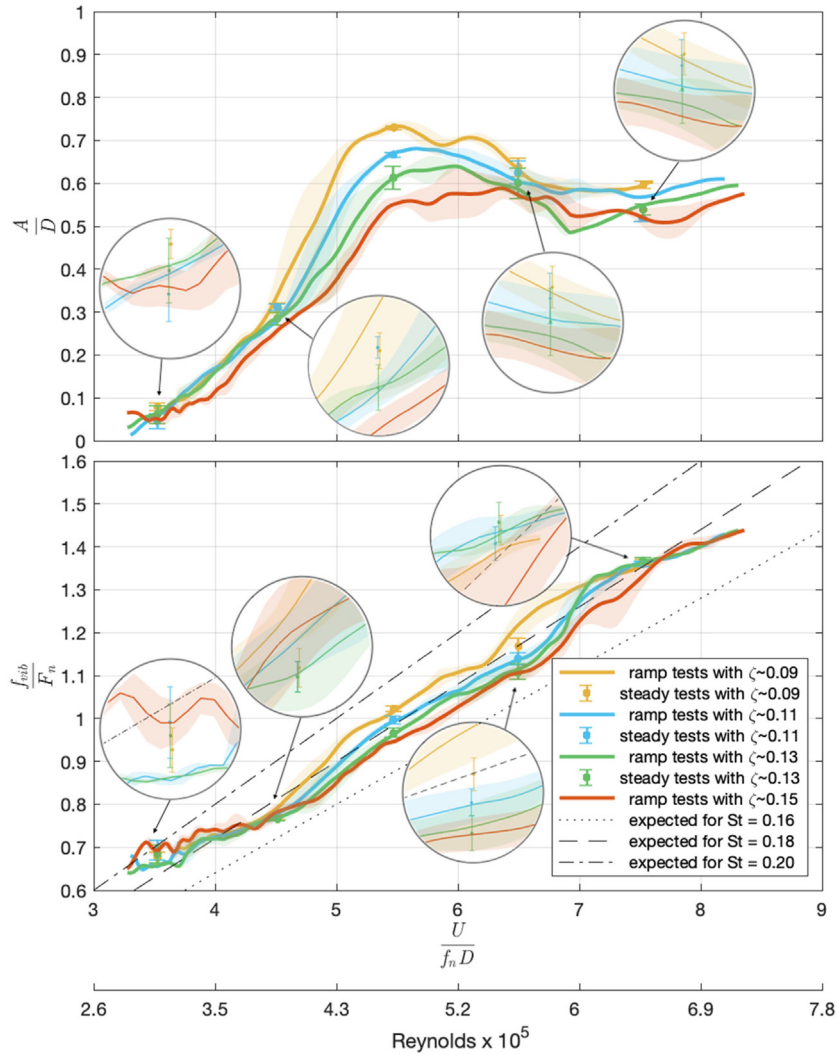 1
0.9
0.8
0.7
0.6
0.5
0.4
0.3
0.2
0.1
0
A
D
1.6
1.5
1.4
1.3
1.2
1.1
1
0.9
0.8
0.7
0.6
f_vib
F_n
ramp tests with ζ~0.09
steady tests with ζ~0.09
ramp tests with ζ~0.11
steady tests with ζ~0.11
ramp tests with ζ~0.13
steady tests with ζ~0.13
ramp tests with ζ~0.15
expected for St = 0.16
expected for St = 0.18
expected for St = 0.20
3 4 5 6 7 8 9
U
f_n D
2.6 3.5 4.3 5.2 6 6.9 7.8
Reynolds x 10^5